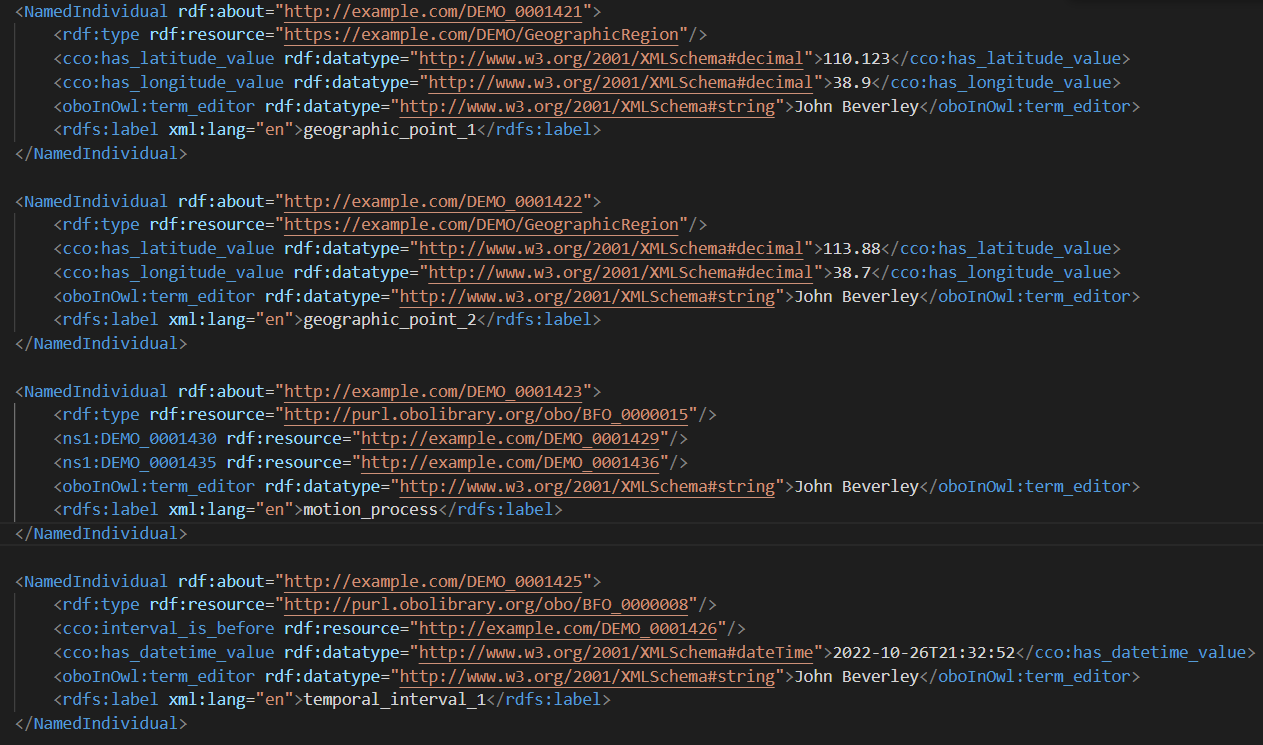 <NamedIndividual rdf:about="http://example.com/DEMO_0001421">
<rdf:type rdf:resource="https://example.com/DEMO/GeographicRegion"/>
<cco:has_latitude_value rdf:datatype="http://www.w3.org/2001/XMLSchema#decimal">110.123</cco:has_latitude_value>
<cco:has_longitude_value rdf:datatype="http://www.w3.org/2001/XMLSchema#decimal">38.9</cco:has_longitude_value>
<oboInOwl:term_editor rdf:datatype="http://www.w3.org/2001/XMLSchema#string">John Beverley</oboInOwl:term_editor>
<rdfs:label xml:lang="en">geographic_point_1</rdfs:label>
</NamedIndividual>
<NamedIndividual rdf:about="http://example.com/DEMO_0001422">
<rdf:type rdf:resource="https://example.com/DEMO/GeographicRegion"/>
<cco:has_latitude_value rdf:datatype="http://www.w3.org/2001/XMLSchema#decimal">113.88</cco:has_latitude_value>
<cco:has_longitude_value rdf:datatype="http://www.w3.org/2001/XMLSchema#decimal">38.7</cco:has_longitude_value>
<oboInOwl:term_editor rdf:datatype="http://www.w3.org/2001/XMLSchema#string">John Beverley</oboInOwl:term_editor>
<rdfs:label xml:lang="en">geographic_point_2</rdfs:label>
</NamedIndividual>
<NamedIndividual rdf:about="http://example.com/DEMO_0001423">
<rdf:type rdf:resource="http://purl.obolibrary.org/obo/BFO_0000015"/>
<ns1:DEMO_0001430 rdf:resource="http://example.com/DEMO_0001429"/>
<ns1:DEMO_0001435 rdf:resource="http://example.com/DEMO_0001436"/>
<oboInOwl:term_editor rdf:datatype="http://www.w3.org/2001/XMLSchema#string">John Beverley</oboInOwl:term_editor>
<rdfs:label xml:lang="en">motion_process</rdfs:label>
</NamedIndividual>
<NamedIndividual rdf:about="http://example.com/DEMO_0001425">
<rdf:type rdf:resource="http://purl.obolibrary.org/obo/BFO_0000008"/>
<cco:interval_is_before rdf:resource="http://example.com/DEMO_0001426"/>
<cco:has_datetime_value rdf:datatype="http://www.w3.org/2001/XMLSchema#dateTime">2022-10-26T21:32:52</cco:has_datetime_value>
<oboInOwl:term_editor rdf:datatype="http://www.w3.org/2001/XMLSchema#string">John Beverley</oboInOwl:term_editor>
<rdfs:label xml:lang="en">temporal_interval_1</rdfs:label>
</NamedIndividual>